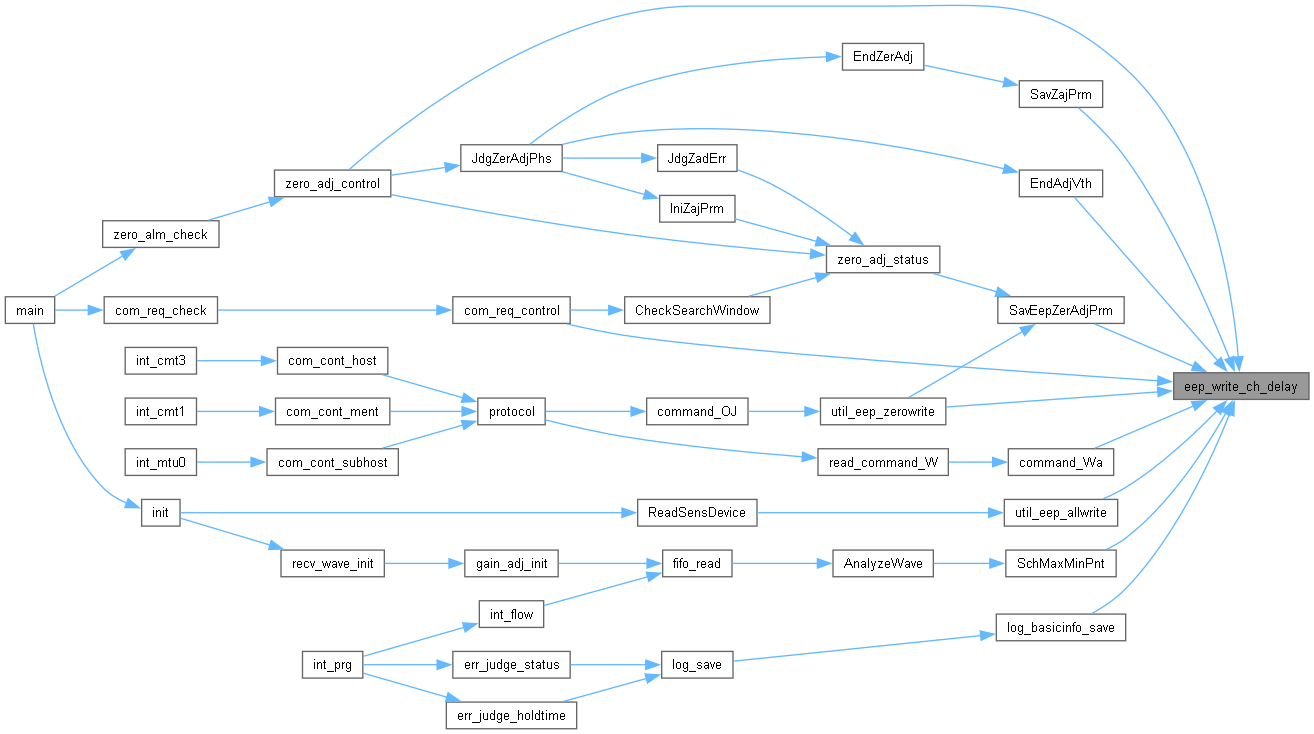 EndZerAdj
SavZajPrm
JdgZerAdjPhs
JdgZadErr
zero_adj_control
EndAdjVth
IniZajPrm
zero_alm_check
zero_adj_status
main
com_req_check
com_req_control
CheckSearchWindow
SavEepZerAdjPrm
int_cmt3
com_cont_host
eep_write_ch_delay
int_cmt1
com_cont_ment
protocol
command_OJ
util_eep_zerowrite
int_mtu0
com_cont_subhost
read_command_W
command_Wa
init
ReadSensDevice
util_eep_allwrite
recv_wave_init
gain_adj_init
fifo_read
AnalyzeWave
SchMaxMinPnt
int_flow
log_basicinfo_save
int_prg
err_judge_status
log_save
err_judge_holdtime